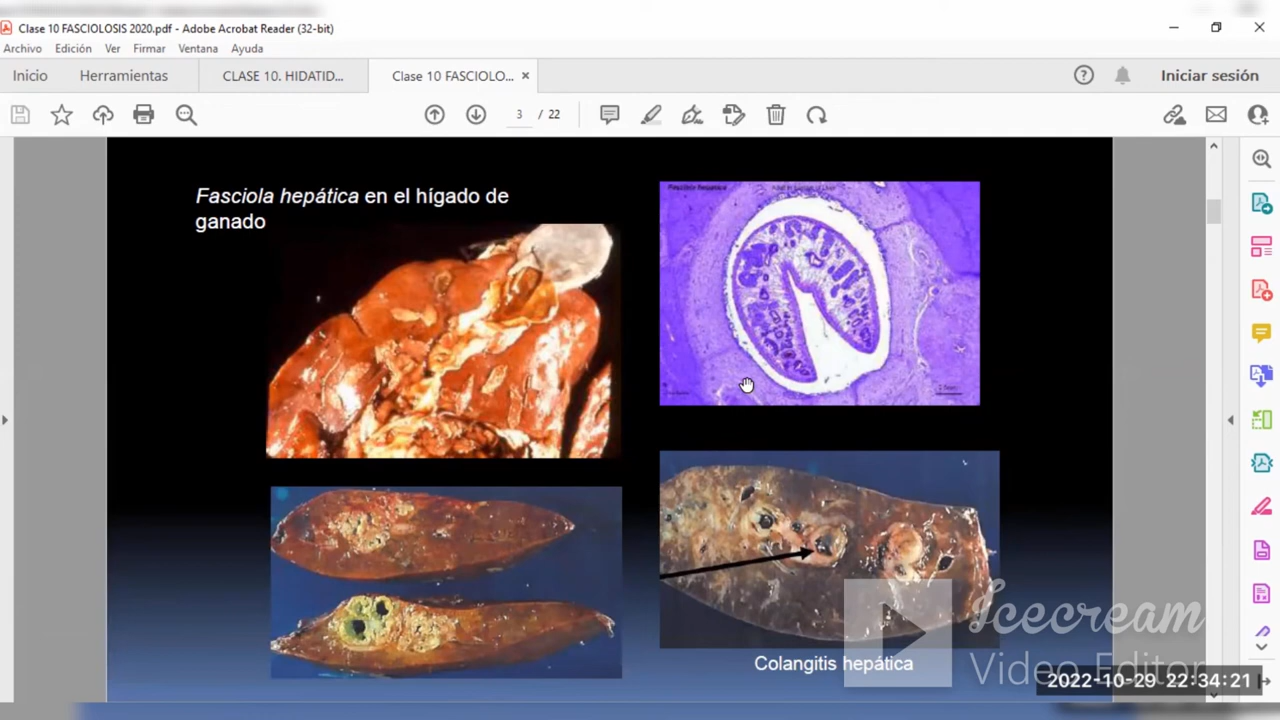 Clase 10 FASCIOLOSIS 2020.pdf - Adobe Acrobat Reader (32-bit)
Archivo Edición Ver Firmar Ventana Ayuda
Inicio Herramientas CLASE 10. HIDATID... Clase 10 FASCIOLO... × Iniciar sesión
3 / 22
Fasciola hepática en el hígado de
ganado
Colangitis hepática
Icecream
Video Editor
2022-10-29 22:34:21